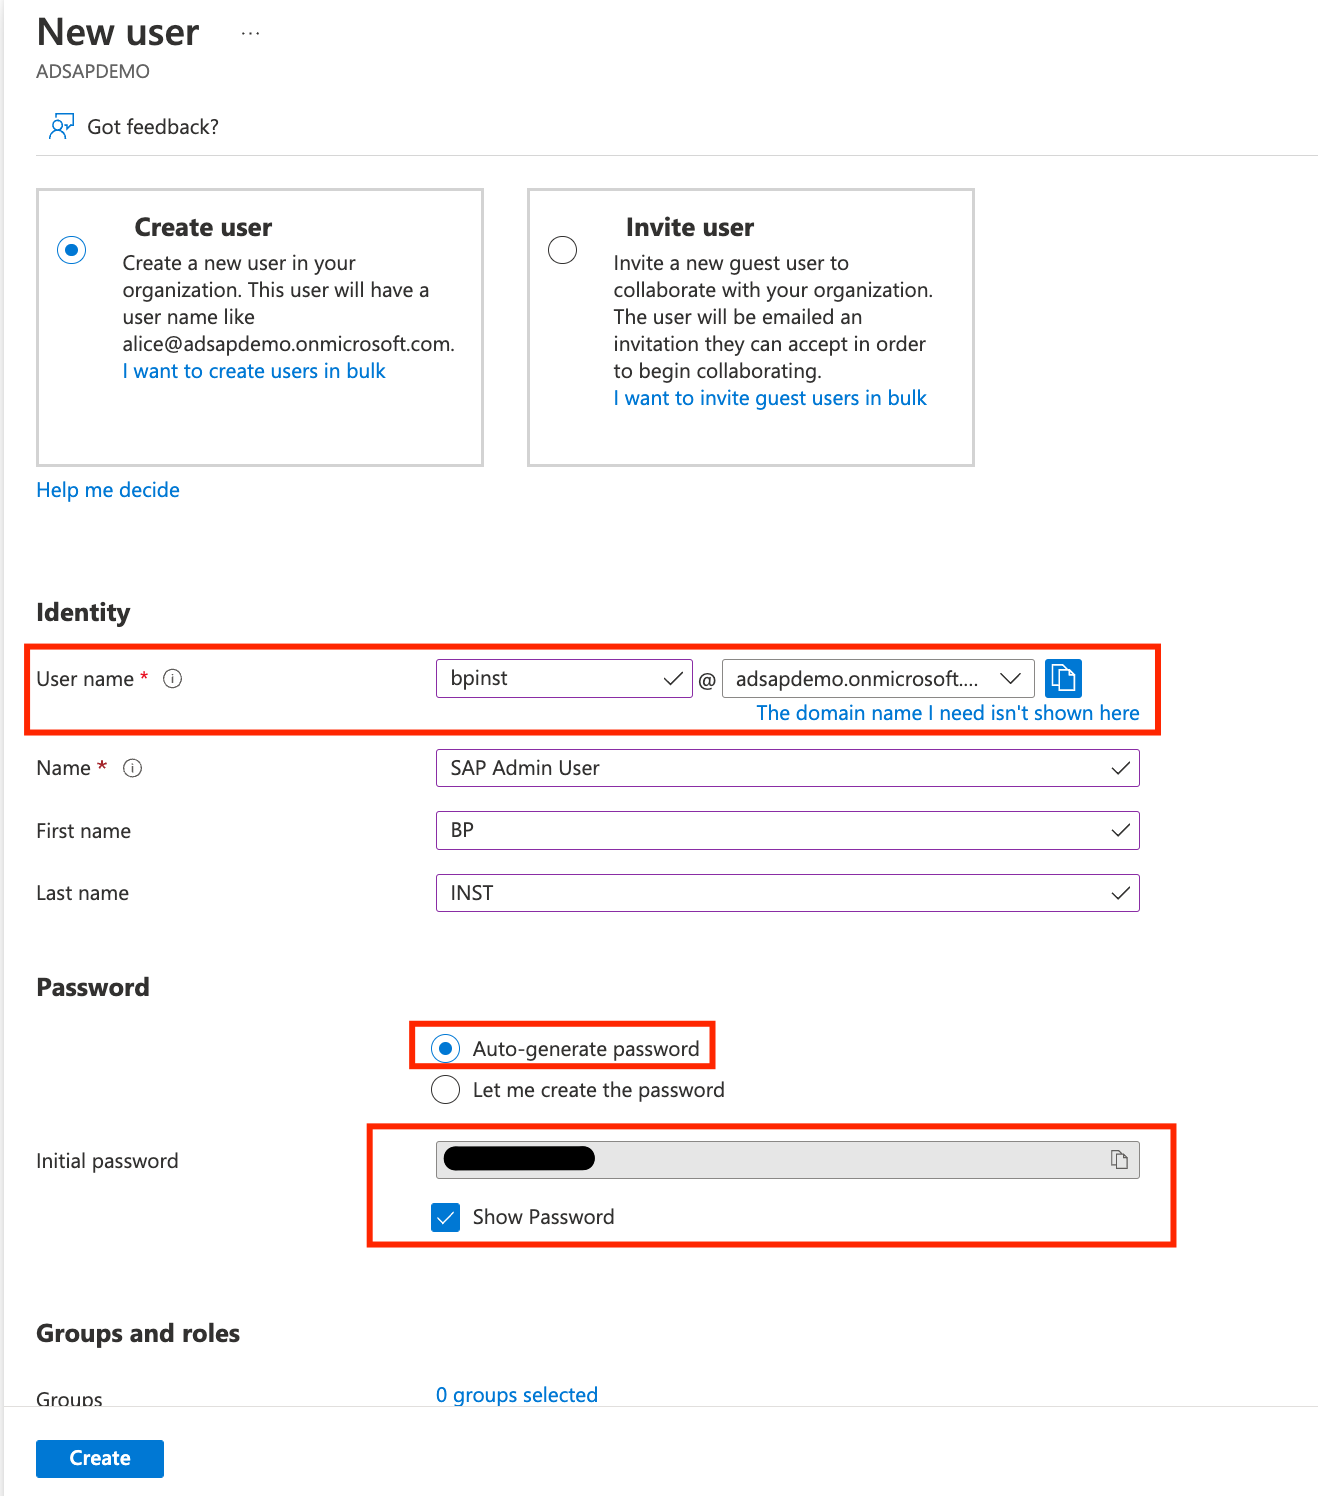 New user ...
ADSAPDEMO
Got feedback?
Create user
Create a new user in your
organization. This user will have a
user name like
alice@adsapdemo.onmicrosoft.com.
I want to create users in bulk
Invite user
Invite a new guest user to
collaborate with your organization.
The user will be emailed an
invitation they can accept in order
to begin collaborating.
I want to invite guest users in bulk
Help me decide
Identity
User name * bpinst @ adsapdemo.onmicrosoft....
The domain name I need isn't shown here
Name * SAP Admin User
First name BP
Last name INST
Password
Auto-generate password
Let me create the password
Initial password
Show Password
Groups and roles
Groups 0 groups selected
Create